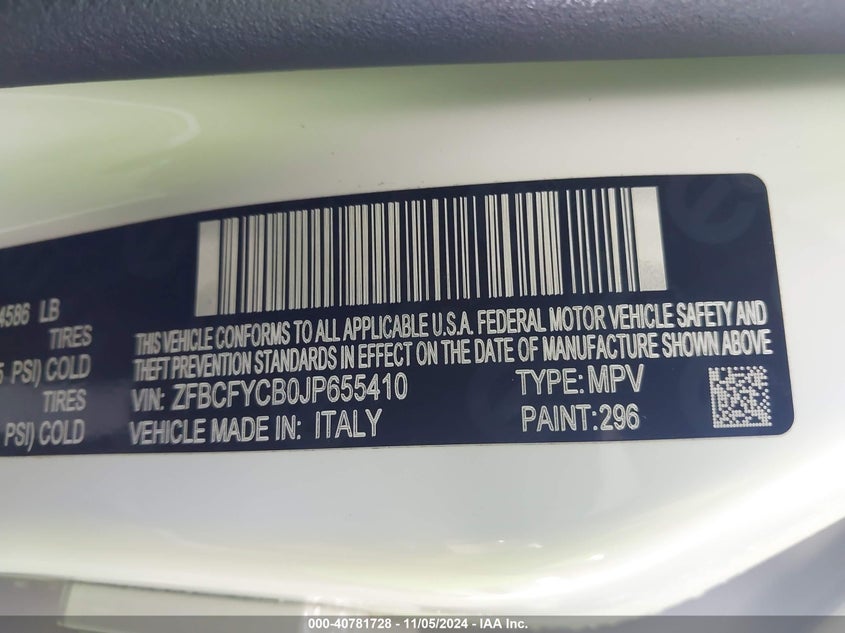 4586 LB
TIRES
PSI) COLD
TIRES
PSI) COLD
THIS VEHICLE CONFORMS TO ALL APPLICABLE U.S.A. FEDERAL MOTOR VEHICLE SAFETY AND
THEFT PREVENTION STANDARDS IN EFFECT ON THE DATE OF MANUFACTURE SHOWN ABOVE
VIN: ZFBCFYCB0JP655410 TYPE: MPV
VEHICLE MADE IN: ITALY PAINT: 296
000-40781728 - 11/05/2024 - IAA Inc.